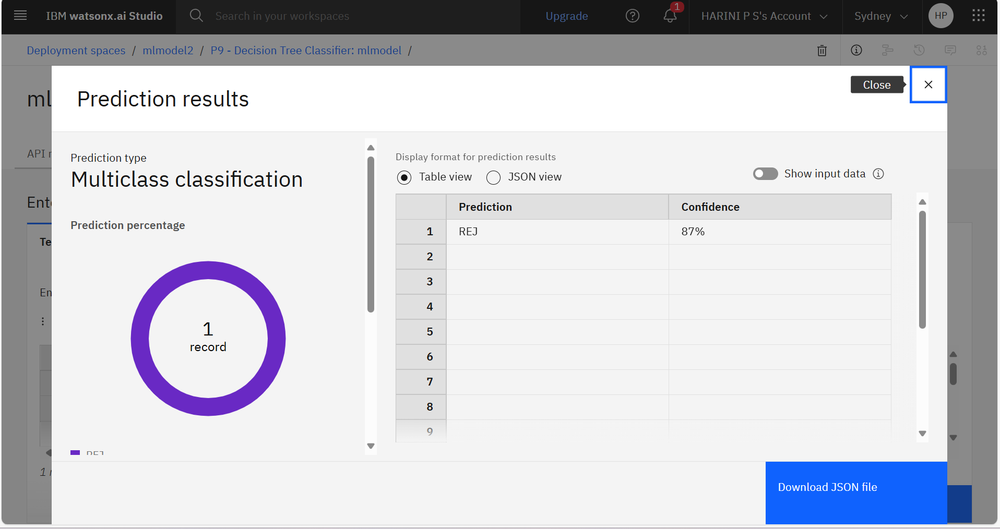 IBM watsonx.ai Studio
Search in your workspaces
Upgrade
1
HARINI P S's Account
Sydney
HP
Deployment spaces / mlmodel2 / P9 - Decision Tree Classifier: mlmodel /
ml
Prediction results
Close
API r
Prediction type
Multiclass classification
Display format for prediction results
Table view
JSON view
Show input data
Ente
Prediction percentage
Te
Prediction Confidence
1 REJ 87%
2
3
4
5
6
7
8
9
En
1
record
REJ
1 r
Download JSON file